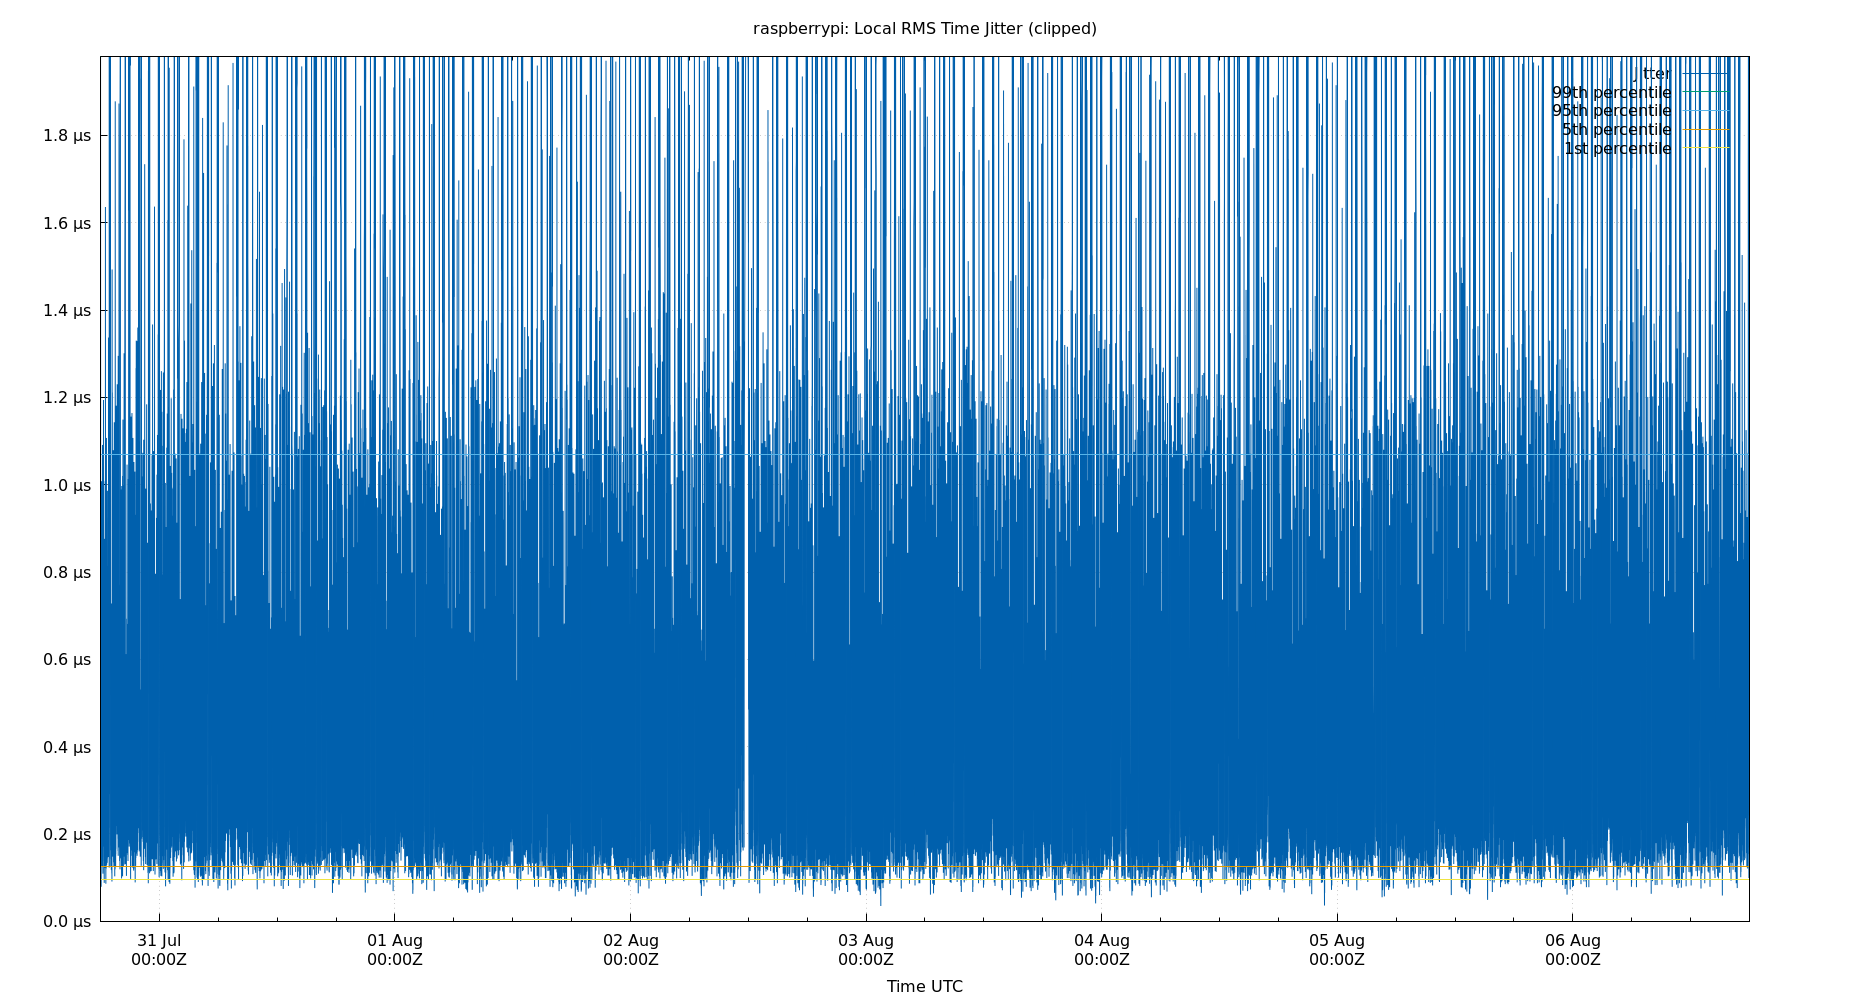 raspberrypi: Local RMS Time Jitter (clipped)
Jitter
99th percentile
95th percentile
5th percentile
1st percentile
1.8 µs
1.6 µs
1.4 µs
1.2 µs
1.0 µs
0.8 µs
0.6 µs
0.4 µs
0.2 µs
0.0 µs
31 Jul 01 Aug 02 Aug 03 Aug 04 Aug 05 Aug 06 Aug
00:00Z 00:00Z 00:00Z 00:00Z 00:00Z 00:00Z 00:00Z
Time UTC